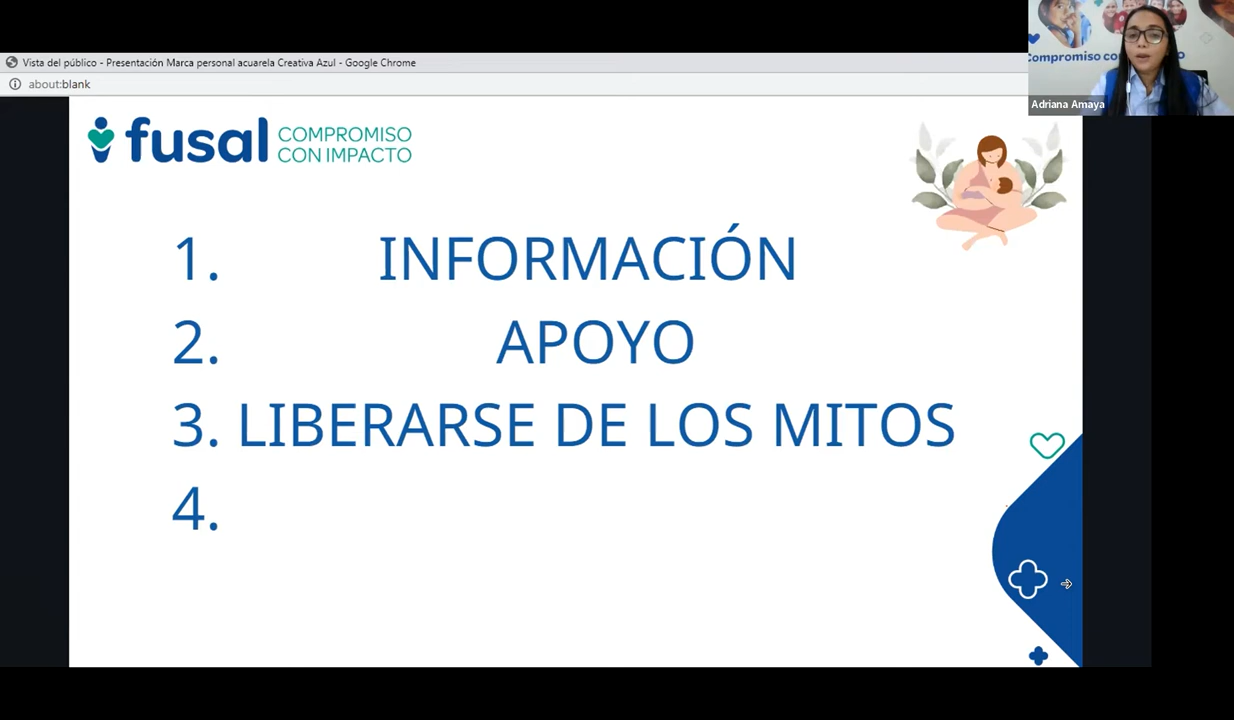 Vista del público - Presentación Marca personal acuarela Creativa Azul - Google Chrome
about:blank
Compromiso con
Adriana Amaya
fusal COMPROMISO
CON IMPACTO
1. INFORMACIÓN
2. APOYO
3. LIBERARSE DE LOS MITOS
4.